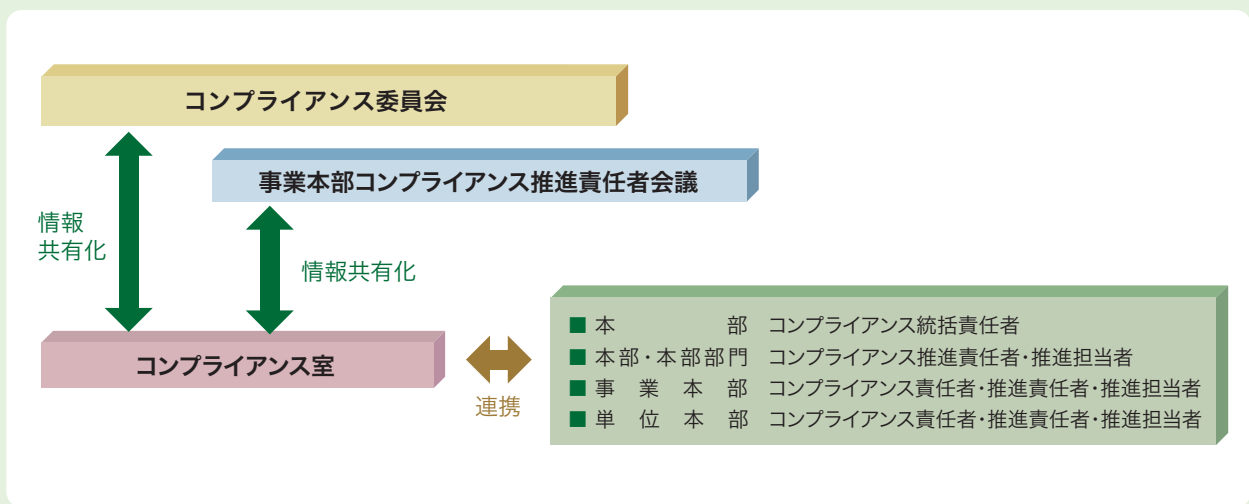 コンプライアンス委員会
事業本部コンプライアンス推進責任者会議
情報
共有化
情報共有化
コンプライアンス室
連携
■ 本部 コンプライアンス統括責任者
■ 本部・本部部門 コンプライアンス推進責任者・推進担当者
■ 事業本部 コンプライアンス責任者・推進責任者・推進担当者
■ 単位本部 コンプライアンス責任者・推進責任者・推進担当者